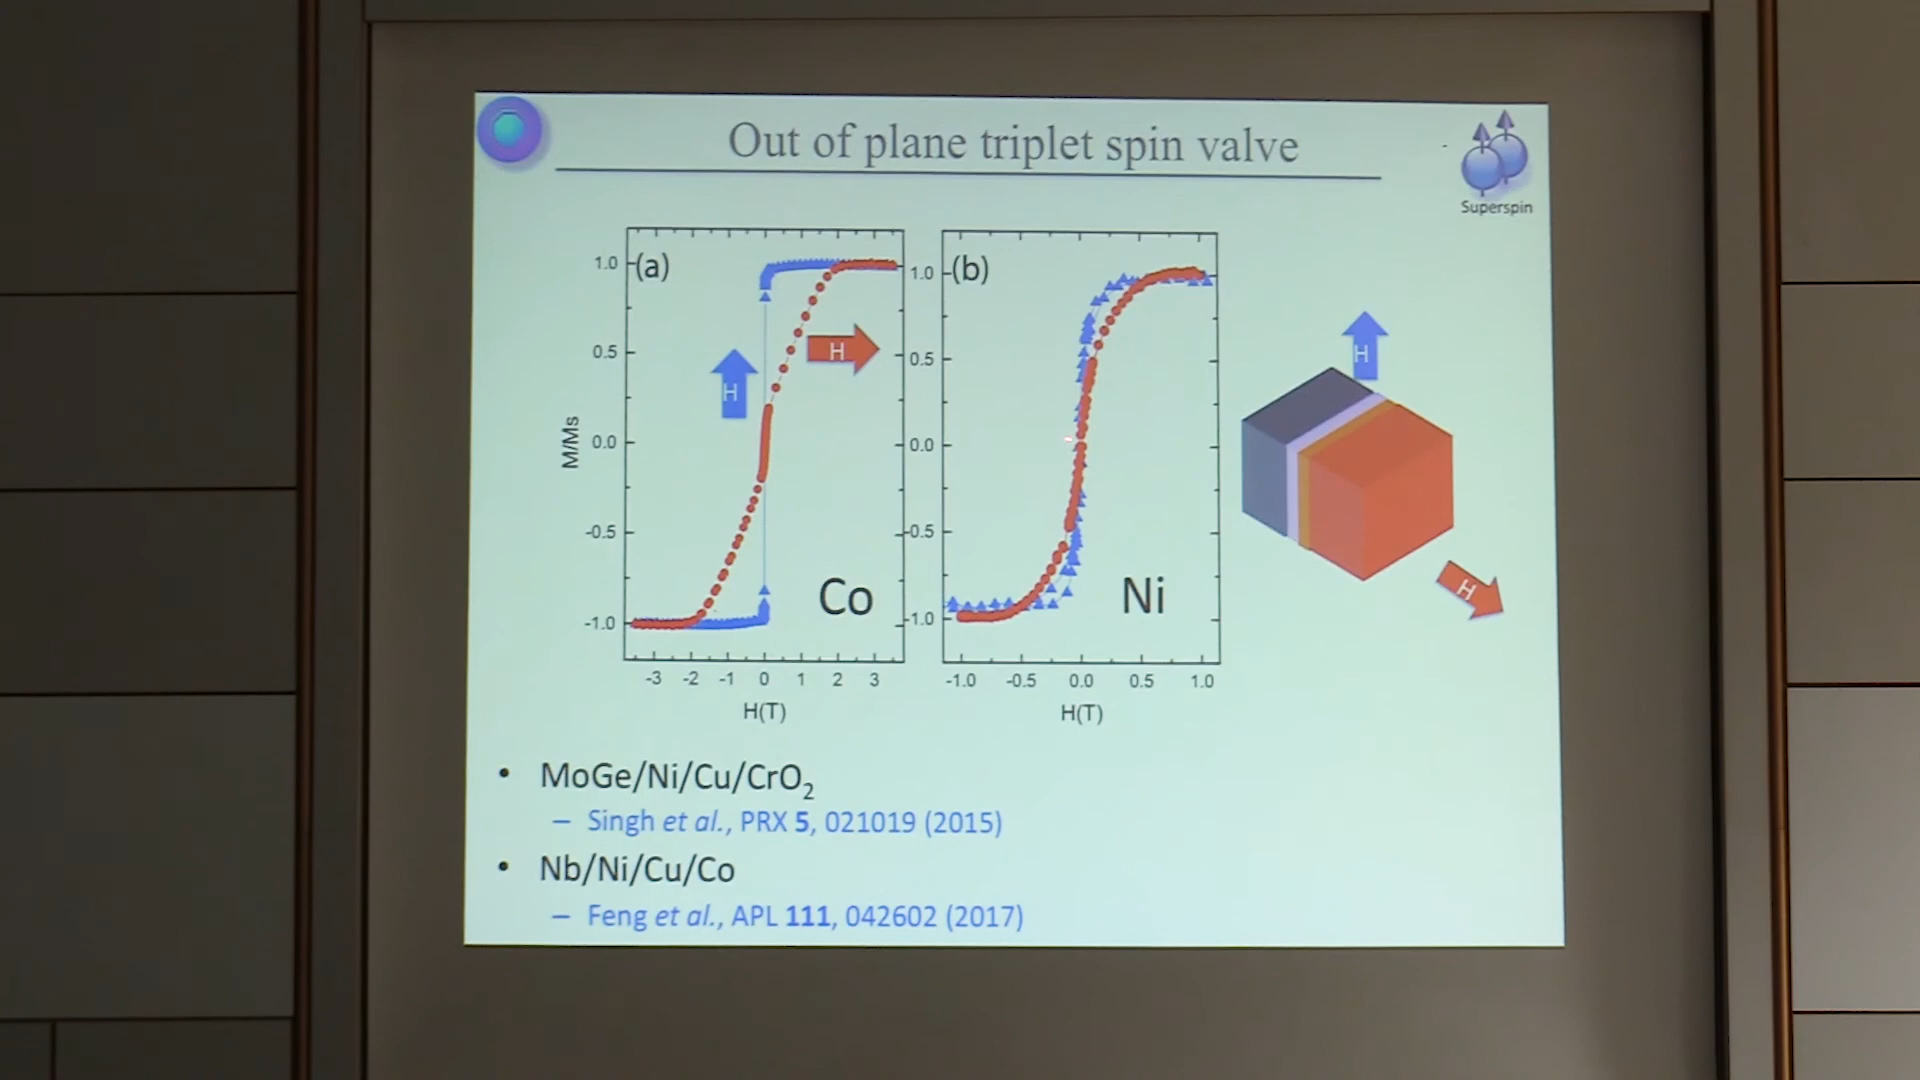 Out of plane triplet spin valve
Superspin
(a)
(b)
1.0
0.5
0.0
-0.5
-1.0
M/Ms
H
H
Co
-3 -2 -1 0 1 2 3
H(T)
1.0
0.5
0.0
-0.5
-1.0
Ni
-1.0 -0.5 0.0 0.5 1.0
H(T)
H
H
• MoGe/Ni/Cu/CrO₂
– Singh et al., PRX 5, 021019 (2015)
• Nb/Ni/Cu/Co
– Feng et al., APL 111, 042602 (2017)